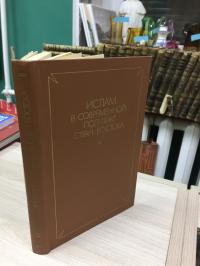 ИСЛАМ
В СОВРЕМЕННОЙ
ПОЛИТИКЕ
СТРАН ВОСТОКА